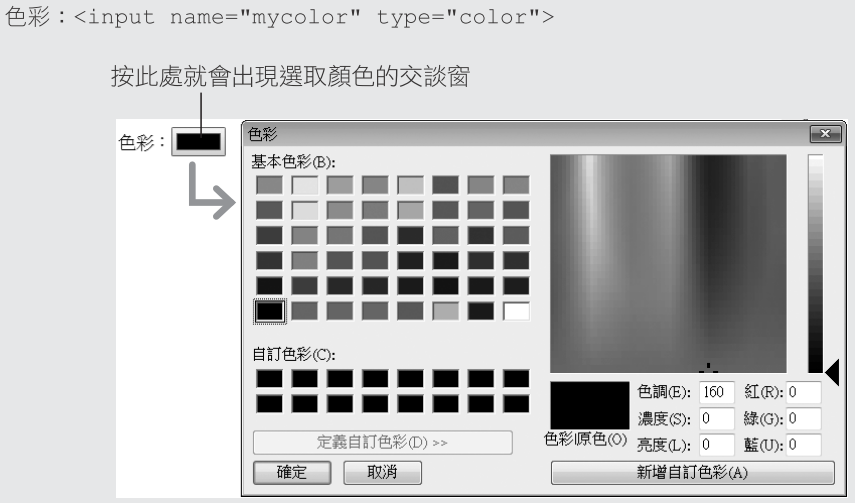 色彩：<input name="mycolor" type="color">
按此處就會出現選取顏色的交談窗
色彩：
色彩
基本色彩(B):
自訂色彩(C):
定義自訂色彩(D) >>
確定 取消
色彩|原色(O)
色調(E): 160 紅(R): 0
濃度(S): 0 綠(G): 0
亮度(L): 0 藍(U): 0
新增自訂色彩(A)